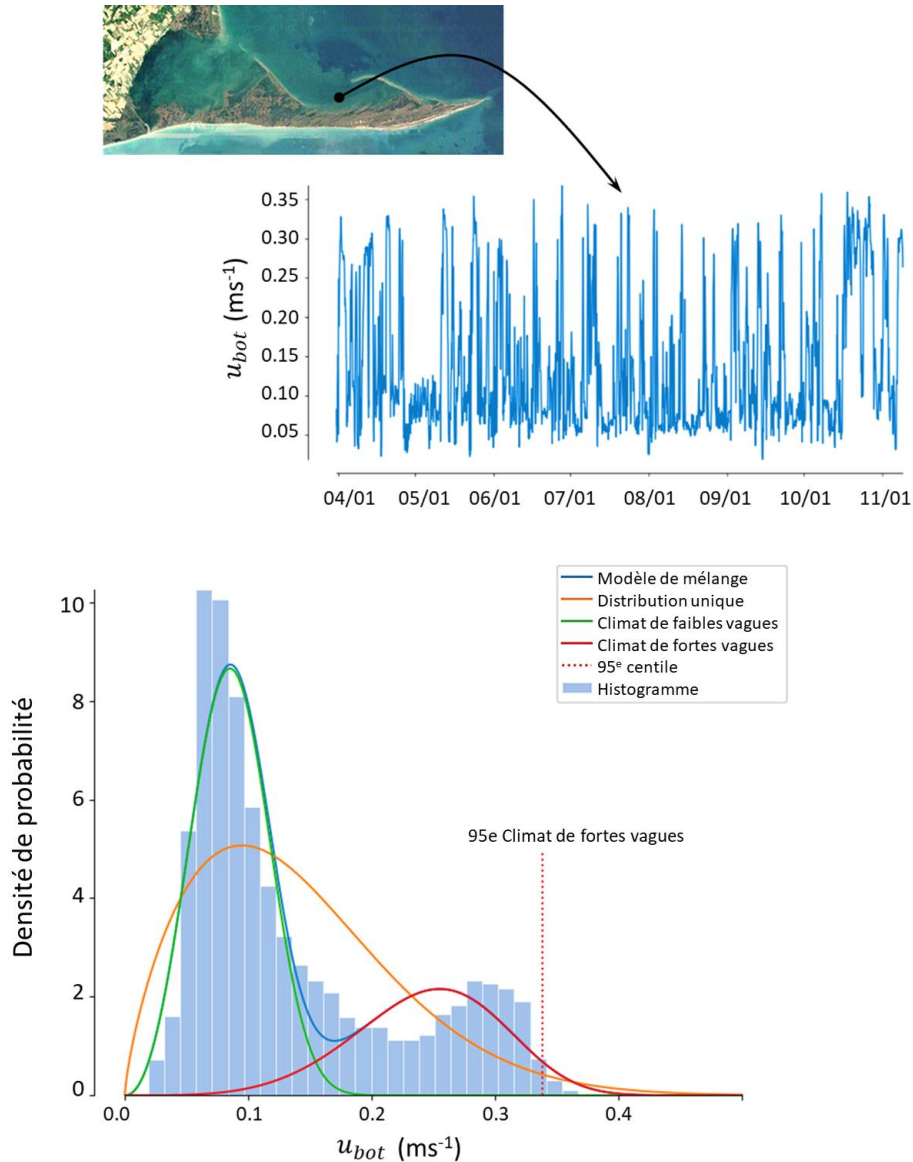 0.35
0.30
0.25
0.20
0.15
0.10
0.05
u_bot (ms⁻¹)
04/01 05/01 06/01 07/01 08/01 09/01 10/01 11/01
Modèle de mélange
Distribution unique
Climat de faibles vagues
Climat de fortes vagues
95ᵉ centile
Histogramme
10
8
6
4
2
0
Densité de probabilité
95e Climat de fortes vagues
0.0 0.1 0.2 0.3 0.4
u_bot (ms⁻¹)